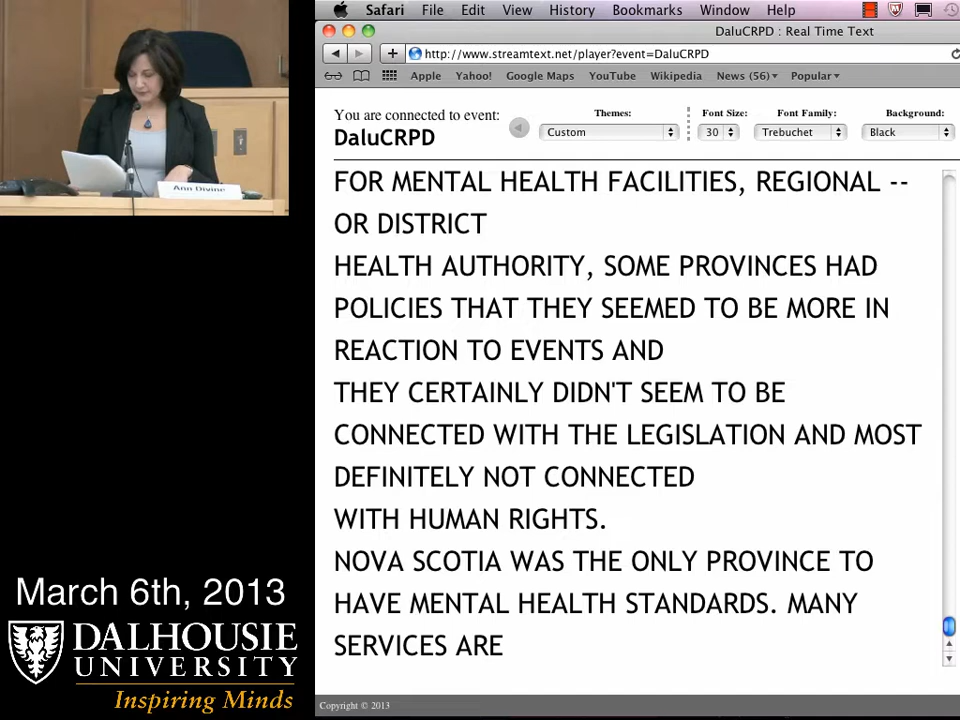 Safari File Edit View History Bookmarks Window Help
DaluCRPD : Real Time Text
http://www.streamtext.net/player?event=DaluCRPD
Apple Yahoo! Google Maps YouTube Wikipedia News (56) Popular
You are connected to event:
DaluCRPD
Themes: Font Size: Font Family: Background:
Custom 30 Trebuchet Black
FOR MENTAL HEALTH FACILITIES, REGIONAL --
OR DISTRICT
HEALTH AUTHORITY, SOME PROVINCES HAD
POLICIES THAT THEY SEEMED TO BE MORE IN
REACTION TO EVENTS AND
THEY CERTAINLY DIDN'T SEEM TO BE
CONNECTED WITH THE LEGISLATION AND MOST
DEFINITELY NOT CONNECTED
WITH HUMAN RIGHTS.
NOVA SCOTIA WAS THE ONLY PROVINCE TO
HAVE MENTAL HEALTH STANDARDS. MANY
SERVICES ARE
Copyright © 2013
Ann Divine
March 6th, 2013
DALHOUSIE
UNIVERSITY
Inspiring Minds